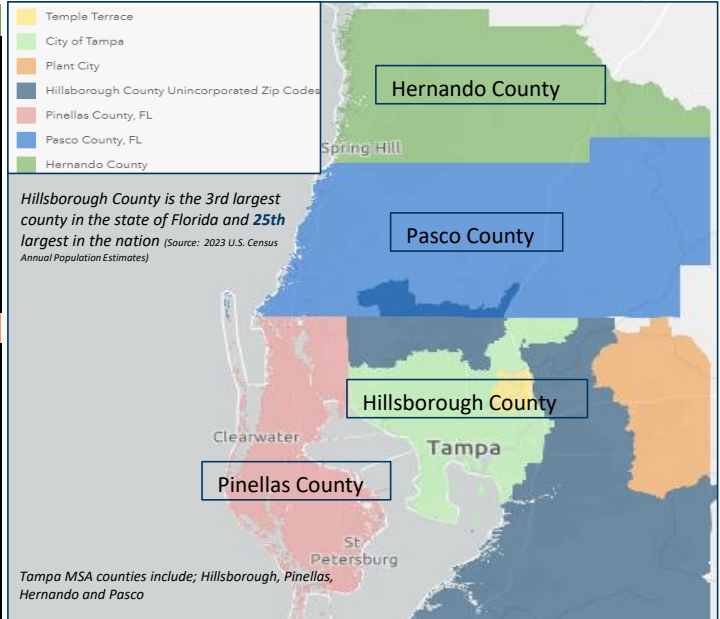 Temple Terrace
City of Tampa
Plant City
Hillsborough County Unincorporated Zip Codes
Pinellas County, FL
Pasco County, FL
Hernando County
Hernando County
Spring Hill
Hillsborough County is the 3rd largest
county in the state of Florida and 25th
largest in the nation (Source: 2023 U.S. Census
Annual Population Estimates)
Pasco County
Hillsborough County
Clearwater
Tampa
Pinellas County
St
Petersburg
Tampa MSA counties include; Hillsborough, Pinellas,
Hernando and Pasco